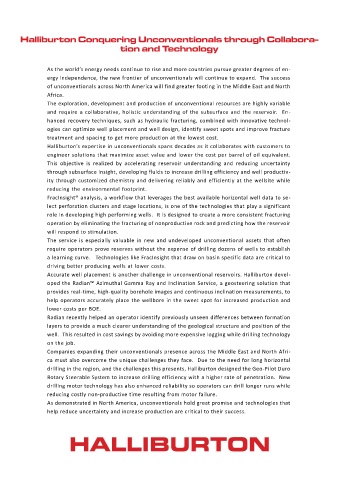 Halliburton Conquering Unconventionals through Collabora-
tion and Technology
As the world's energy needs continue to rise and more countries pursue greater degrees of en-
ergy independence, the new frontier of unconventionals will continue to expand. The success
of unconventionals across North America will find greater footing in the Middle East and North
Africa.
The exploration, development and production of unconventional resources are highly variable
and require a collaborative, holistic understanding of the subsurface and the reservoir. En-
hanced recovery techniques, such as hydraulic fracturing, combined with innovative technol-
ogies can optimize well placement and well design, identify sweet spots and improve fracture
treatment and spacing to get more production at the lowest cost.
Halliburton's expertise in unconventionals spans decades as it collaborates with customers to
engineer solutions that maximize asset value and lower the cost per barrel of oil equivalent.
This objective is realized by accelerating reservoir understanding and reducing uncertainty
through subsurface insight, developing fluids to increase drilling efficiency and well productiv-
ity through customized chemistry and delivering reliably and efficiently at the wellsite while
reducing the environmental footprint.
FracInsight® analysis, a workflow that leverages the best available horizontal well data to se-
lect perforation clusters and stage locations, is one of the technologies that play a significant
role in developing high performing wells. It is designed to create a more consistent fracturing
operation by eliminating the fracturing of nonproductive rock and predicting how the reservoir
will respond to stimulation.
The service is especially valuable in new and undeveloped unconventional assets that often
require operators prove reserves without the expense of drilling dozens of wells to establish
a learning curve. Technologies like FracInsight that draw on basin specific data are critical to
driving better producing wells at lower costs.
Accurate well placement is another challenge in unconventional reservoirs. Halliburton devel-
oped the Radian™ Azimuthal Gamma Ray and Inclination Service, a geosteering solution that
provides real-time, high-quality borehole images and continuous inclination measurements, to
help operators accurately place the wellbore in the sweet spot for increased production and
lower costs per BOE.
Radian recently helped an operator identify previously unseen differences between formation
layers to provide a much clearer understanding of the geological structure and position of the
well. This resulted in cost savings by avoiding more expensive logging while drilling technology
on the job.
Companies expanding their unconventionals presence across the Middle East and North Afri-
ca must also overcome the unique challenges they face. Due to the need for long horizontal
drilling in the region, and the challenges this presents, Halliburton designed the Geo-Pilot Duro
Rotary Steerable System to increase drilling efficiency with a higher rate of penetration. New
drilling motor technology has also enhanced reliability so operators can drill longer runs while
reducing costly non-productive time resulting from motor failure.
As demonstrated in North America, unconventionals hold great promise and technologies that
help reduce uncertainty and increase production are critical to their success.
HALLIBURTON